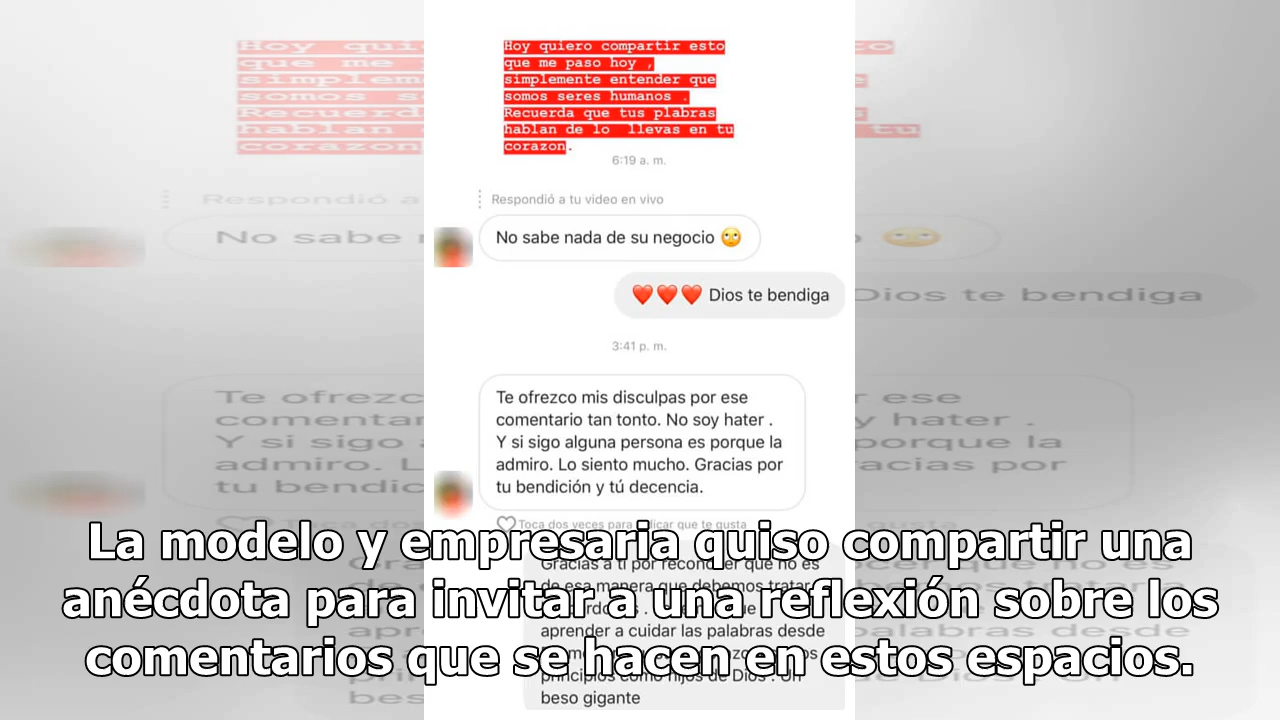 Hoy quiero compartir esto
que me paso hoy ,
simplemente entender que
somos seres humanos .
Recuerda que tus plabras
hablan de lo llevas en tu
corazon.
6:19 a. m.
Respondió a tu video en vivo
No sabe nada de su negocio 🙄
❤️❤️❤️ Dios te bendiga
3:41 p. m.
Te ofrezco mis disculpas por ese
comentario tan tonto. No soy hater .
Y si sigo alguna persona es porque la
admiro. Lo siento mucho. Gracias por
tu bendición y tú decencia.
Toca dos veces para indicar que te gusta
Gracias a ti por reconocer que no es
de esa manera que debemos tratar
aprender a cuidar las palabras desde
principios como hijos de Dios . Un
beso gigante
La modelo y empresaria quiso compartir una
anécdota para invitar a una reflexión sobre los
comentarios que se hacen en estos espacios.